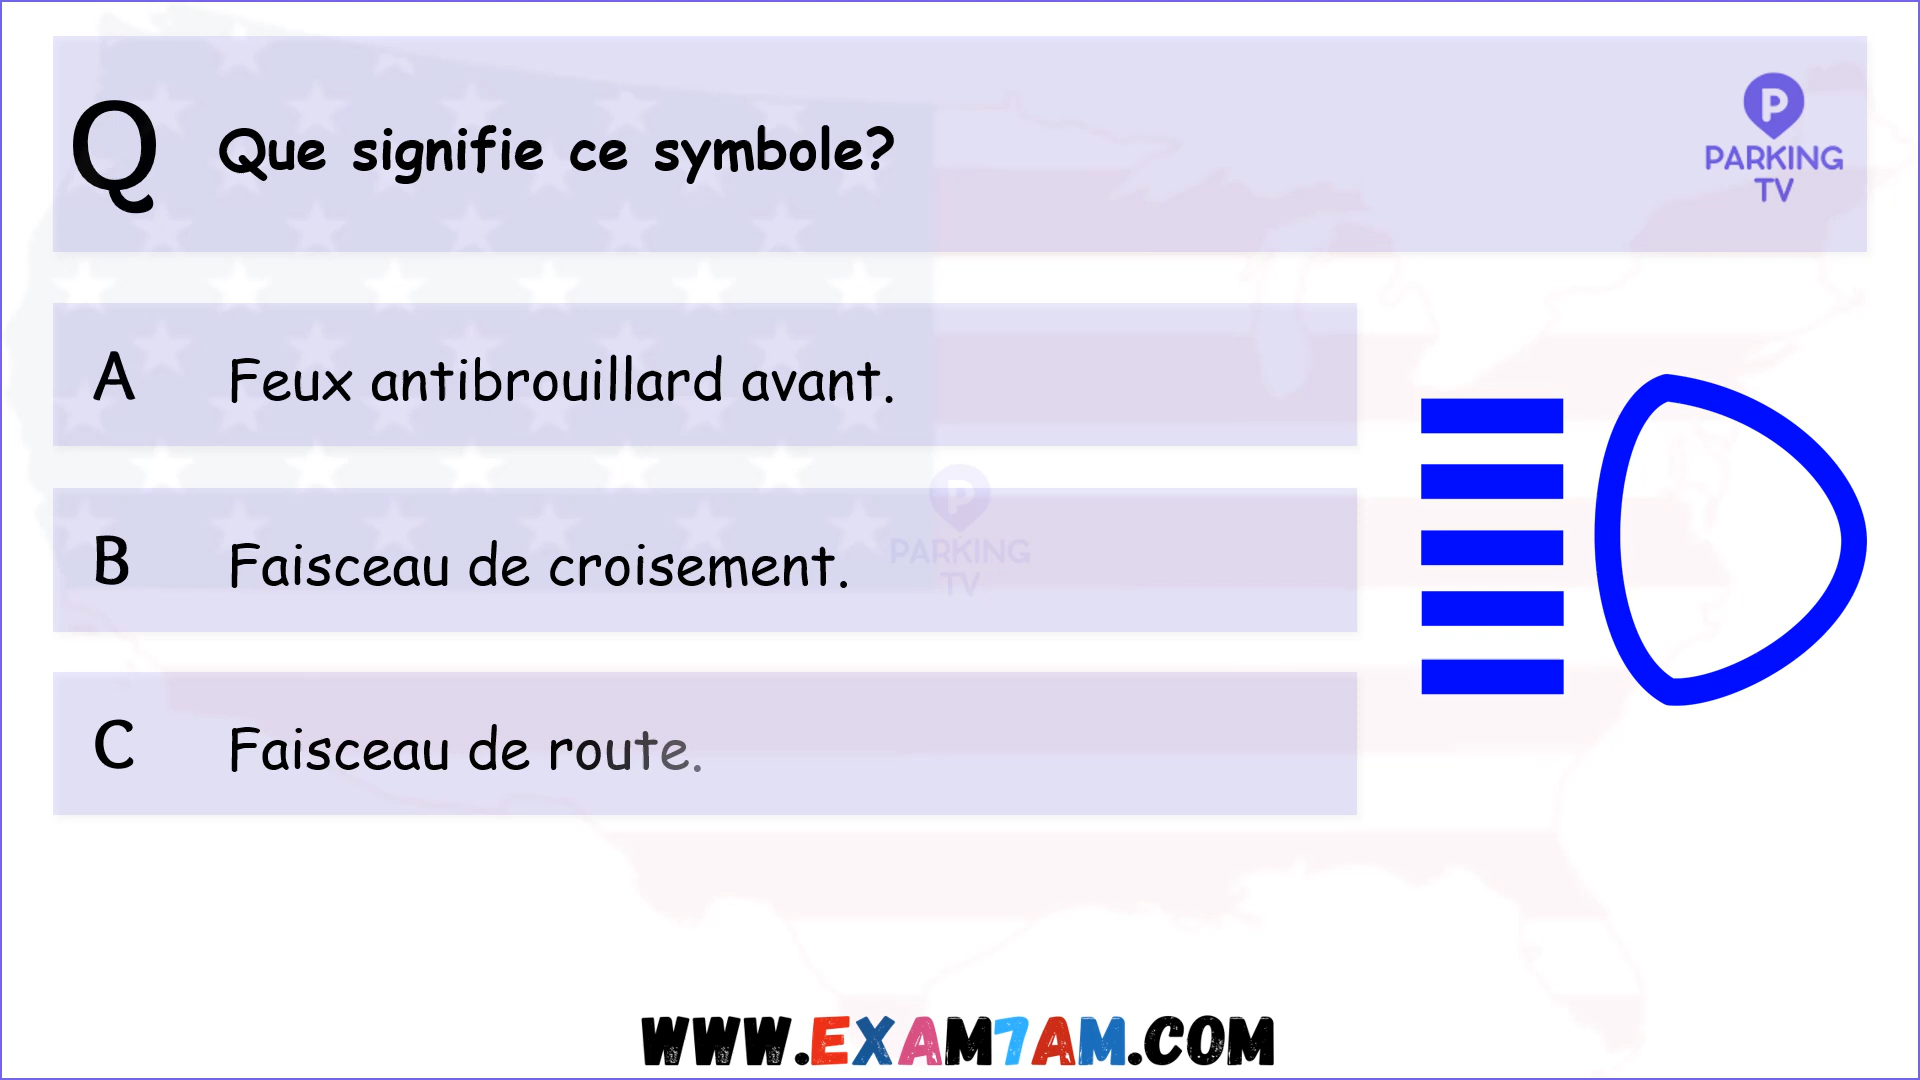 Q Que signifie ce symbole?
P
PARKING
TV
A Feux antibrouillard avant.
B Faisceau de croisement.
P
PARKING
TV
C Faisceau de route.
WWW.EXAM7AM.COM